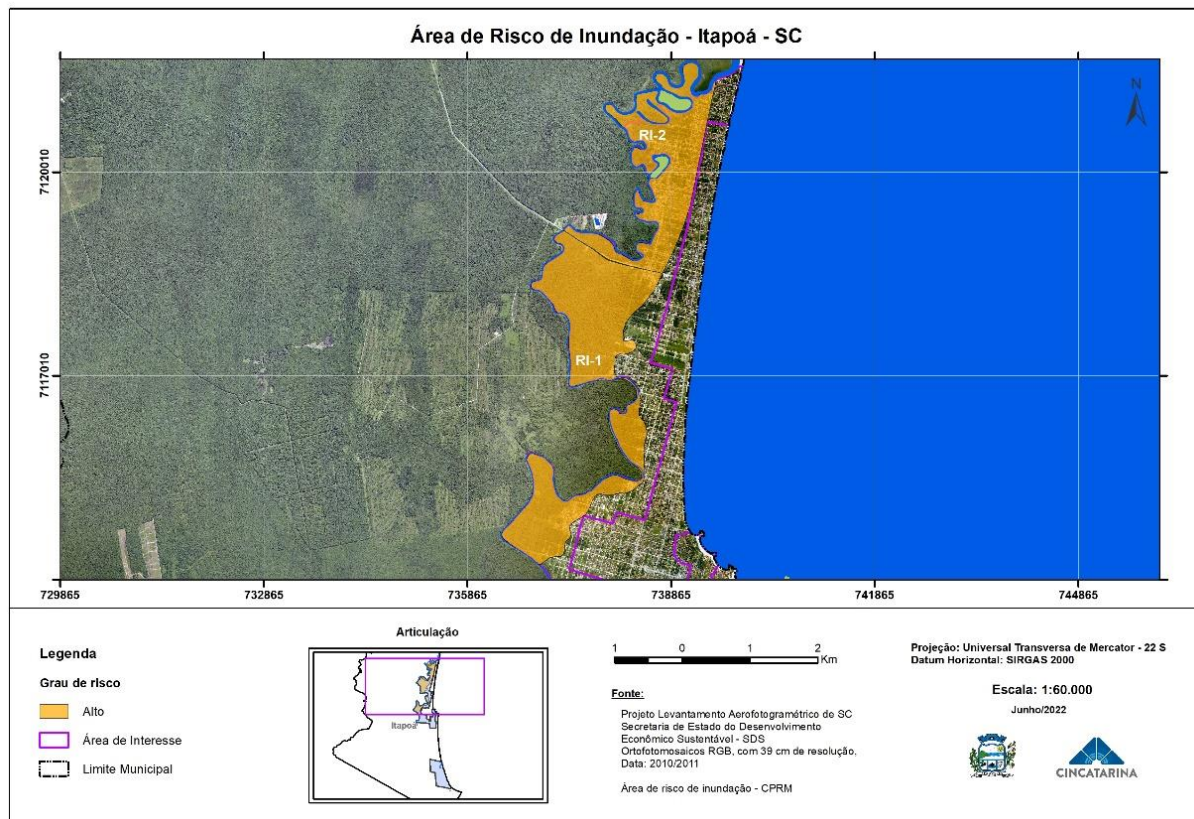 Área de Risco de Inundação - Itapoá - SC
N
RI-2
RI-1
7120010
7117010
729865
732865
735865
738865
741865
744865
Legenda
Grau de risco
Alto
Área de Interesse
Limite Municipal
Articulação
Itapoá
1 0 1 2
Km
Fonte:
Projeto Levantamento Aerofotogramétrico de SC
Secretaria de Estado do Desenvolvimento
Econômico Sustentável - SDS
Ortofotomosaicos RGB, com 39 cm de resolução,
Data: 2010/2011
Área de risco de inundação - CPRM
Projeção: Universal Transversa de Mercator - 22 S
Datum Horizontal: SIRGAS 2000
Escala: 1:60.000
Junho/2022
CINCATARINA